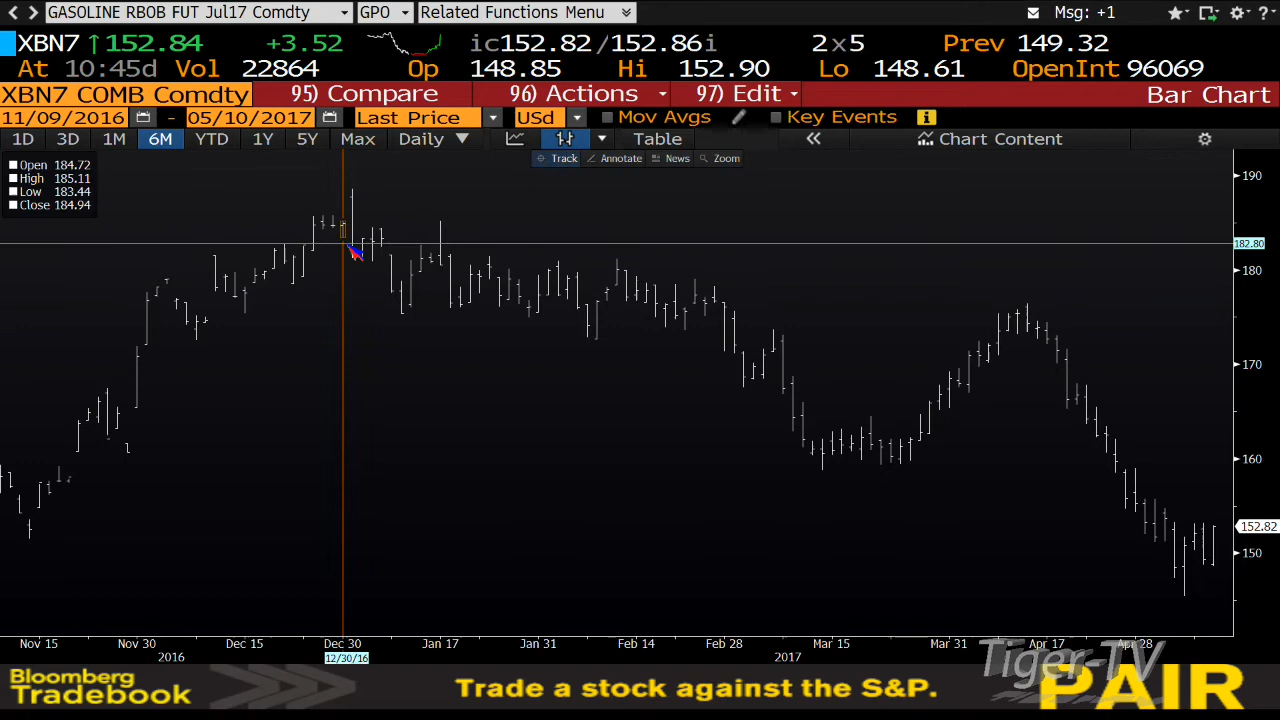 GASOLINE RBOB FUT Jul17 Comdty GPO Related Functions Menu Msg: +1
XBN7 ↑152.84 +3.52 ic152.82/152.86i 2x5 Prev 149.32
At 10:45d Vol 22864 Op 148.85 Hi 152.90 Lo 148.61 OpenInt 96069
XBN7 COMB Comdty 95) Compare 96) Actions 97) Edit Bar Chart
11/09/2016 - 05/10/2017 Last Price USd Mov Avgs Key Events
1D 3D 1M 6M YTD 1Y 5Y Max Daily Table Chart Content
Track Annotate News Zoom
Open 184.72
High 185.11
Low 183.44
Close 184.94
190
182.80
180
170
160
152.82
150
Nov 15 Nov 30 Dec 15 Dec 30 Jan 17 Jan 31 Feb 14 Feb 28 Mar 15 Mar 31 Apr 17 Apr 28
2016 12/30/16 2017
Tiger-TV
Bloomberg
Tradebook
Trade a stock against the S&P.
PAIR